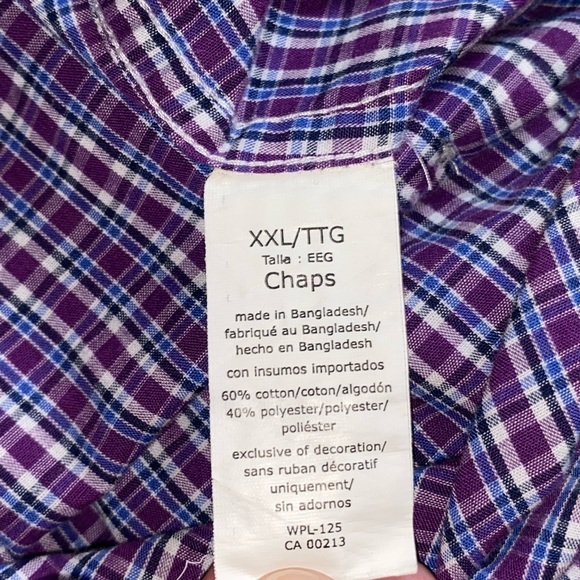 XXL/TTG
Talla : EEG
Chaps
made in Bangladesh/
fabriqué au Bangladesh/
hecho en Bangladesh
con insumos importados
60% cotton/coton/algodón
40% polyester/polyester/
poliéster
exclusive of decoration/
sans ruban décoratif
uniquement/
sin adornos
WPL-125
CA 00213